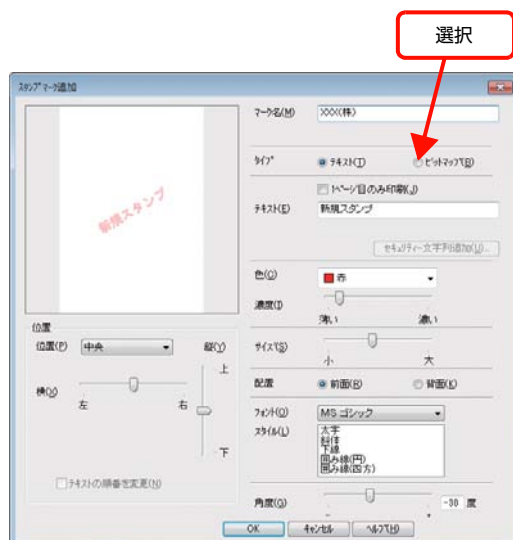 選択
スタンプマーク追加
マーク名(M) XXX(株)
タイプ テキスト(T) ビットマップ(B)
1ページ目のみ印刷(J)
テキスト(E) 新規スタンプ
セキュリティー文字列追加(U)...
新規スタンプ
色(C) 赤
濃度(I)
薄い 濃い
サイズ(S)
小 大
配置 前面(R) 背面(K)
フォント(O) MS ゴシック
スタイル(L) 太字
斜体
下線
囲み線(円)
囲み線(四方)
角度(G) -30 度
位置
位置(P) 中央 縦(Y)
上
横(X)
左 右
下
テキストの順番を変更(N)
OK キャンセル ヘルプ(H)